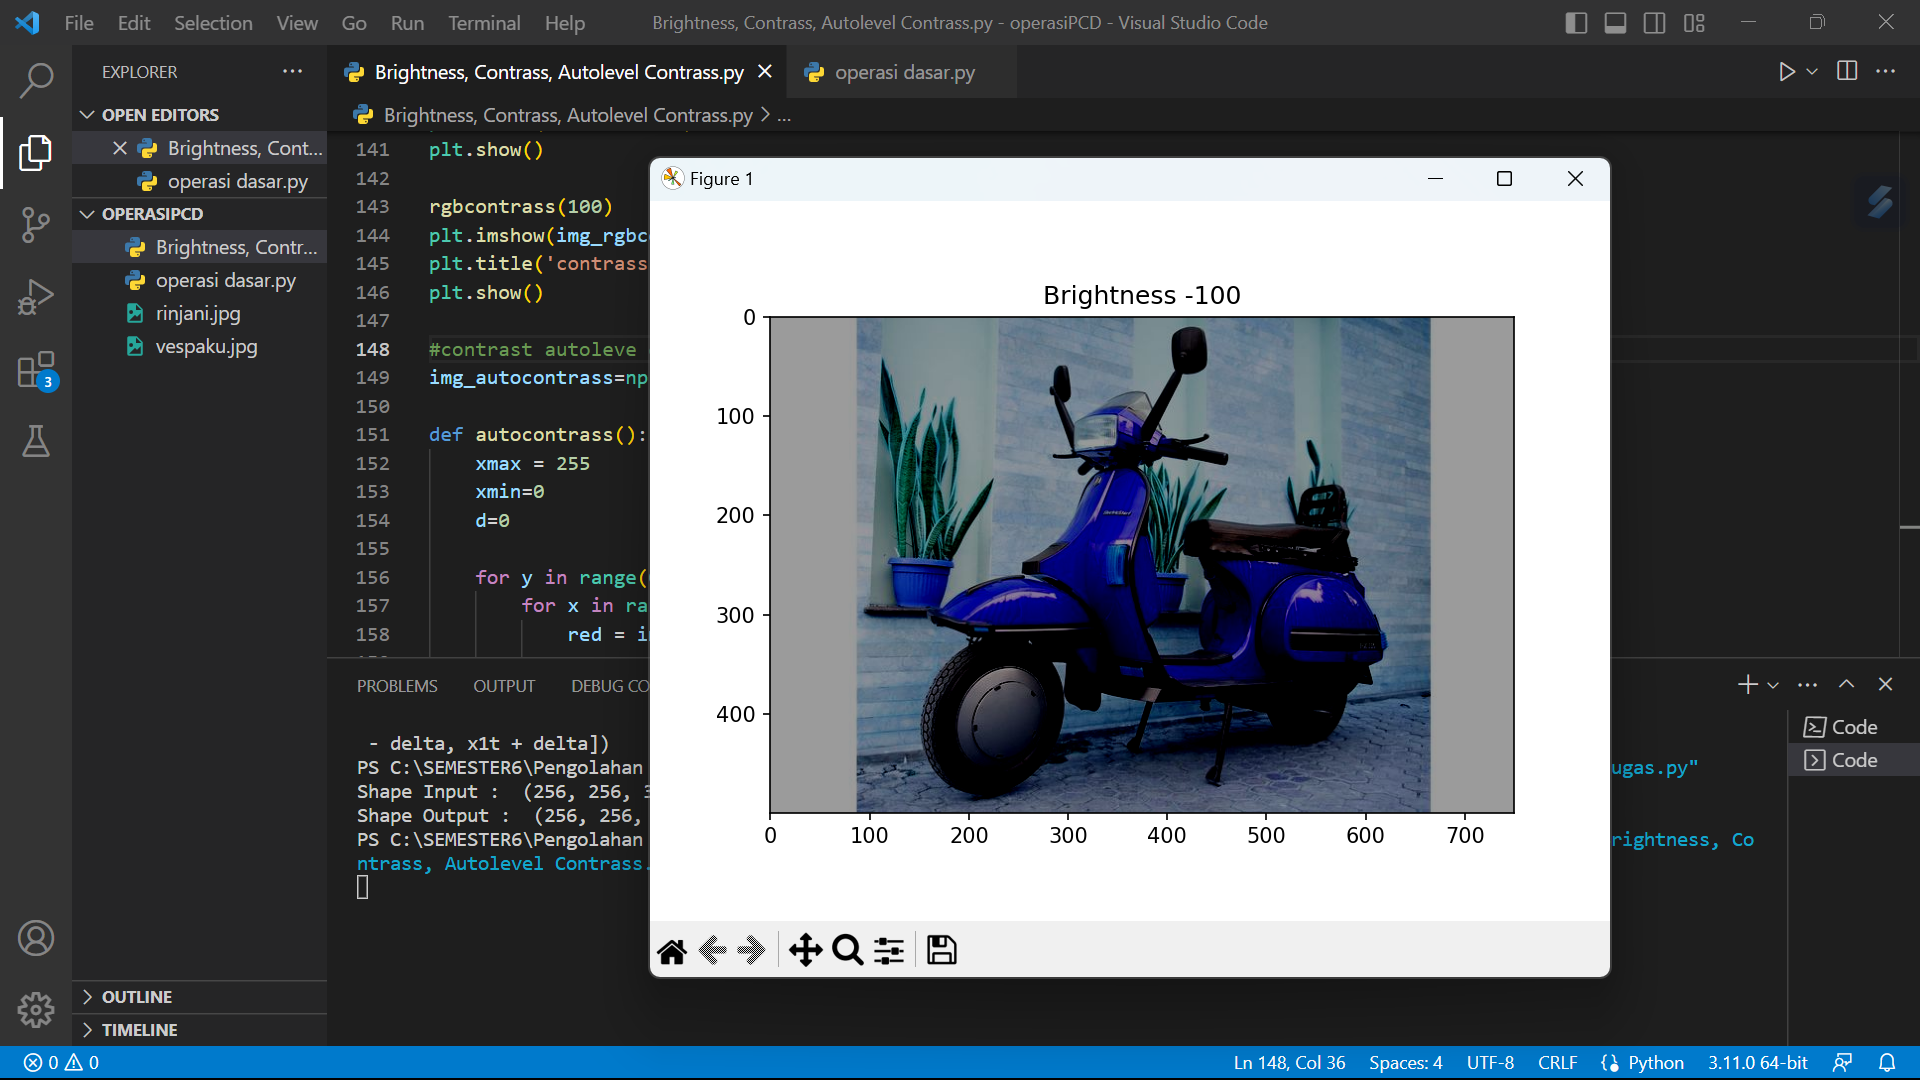 File Edit Selection View Go Run Terminal Help Brightness, Contrass, Autolevel Contrass.py - operasiPCD - Visual Studio Code
EXPLORER
Brightness, Contrass, Autolevel Contrass.py operasi dasar.py
OPEN EDITORS
Brightness, Cont...
operasi dasar.py
OPERASIPCD
Brightness, Contr...
operasi dasar.py
rinjani.jpg
vespaku.jpg
3
OUTLINE
TIMELINE
Brightness, Contrass, Autolevel Contrass.py > ...
141 plt.show()
142
143 rgbcontrass(100)
144 plt.imshow(img_rgbc
145 plt.title('contrass
146 plt.show()
147
148 #contrast autoleve
149 img_autocontrass=np
150
151 def autocontrass():
152 xmax = 255
153 xmin=0
154 d=0
155
156 for y in range(
157 for x in ra
158 red = i
Figure 1
Brightness -100
0
100
200
300
400
0 100 200 300 400 500 600 700
PROBLEMS OUTPUT DEBUG CO
- delta, x1t + delta])
PS C:\SEMESTER6\Pengolahan ugas.py"
Shape Input : (256, 256, 3
Shape Output : (256, 256,
PS C:\SEMESTER6\Pengolahan rightness, Co
ntrass, Autolevel Contrass.
Code
Code
0 0 Ln 148, Col 36 Spaces: 4 UTF-8 CRLF Python 3.11.0 64-bit